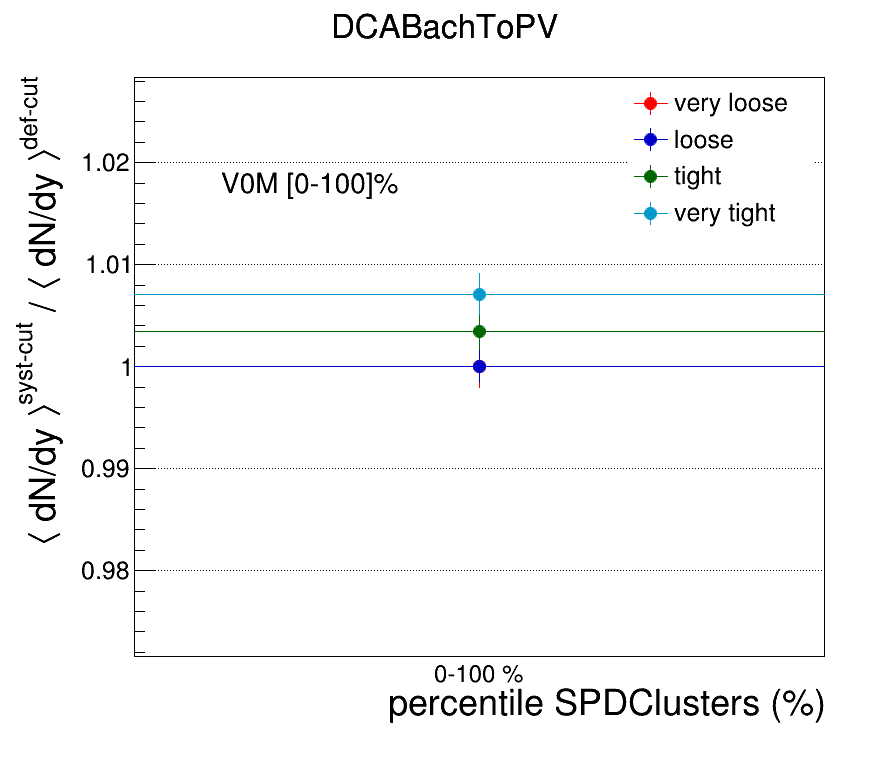 DCABachToPV
⟨ dN/dy ⟩^syst-cut / ⟨ dN/dy ⟩^def-cut
V0M [0-100]%
very loose
loose
tight
very tight
1.02
1.01
1
0.99
0.98
0-100 %
percentile SPDClusters (%)